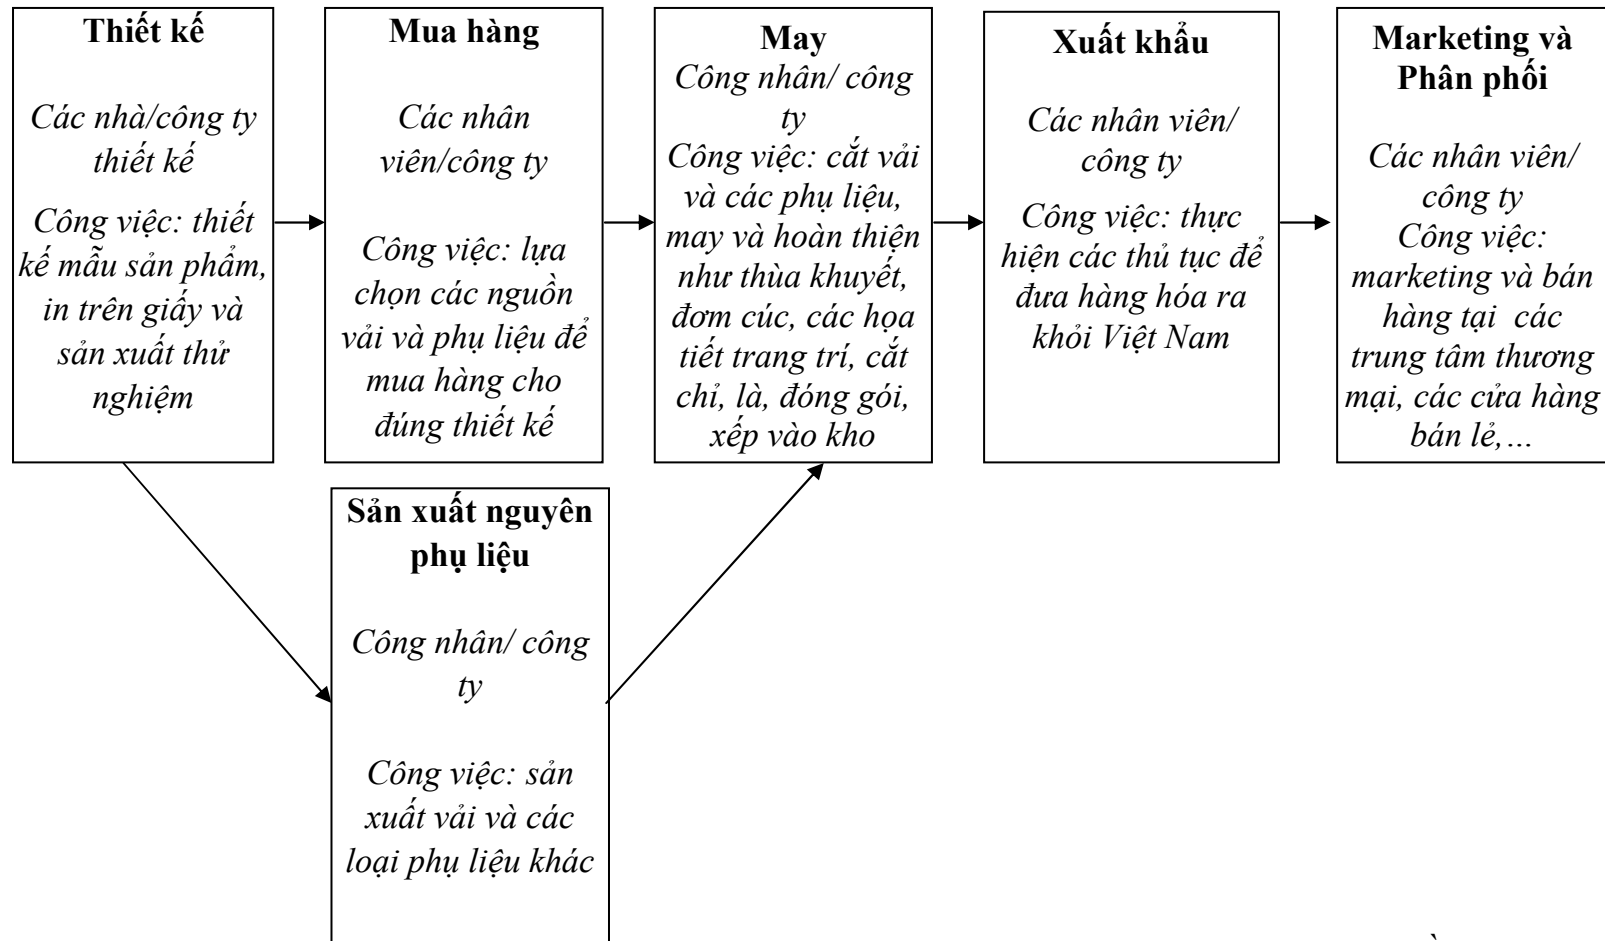 Thiết kế
Các nhà/công ty
thiết kế
Công việc: thiết
kế mẫu sản phẩm,
in trên giấy và
sản xuất thử
nghiệm
Mua hàng
Các nhân
viên/công ty
Công việc: lựa
chọn các nguồn
vải và phụ liệu để
mua hàng cho
đúng thiết kế
May
Công nhân/ công
ty
Công việc: cắt vải
và các phụ liệu,
may và hoàn thiện
như thùa khuyết,
đơm cúc, các họa
tiết trang trí, cắt
chỉ, là, đóng gói,
xếp vào kho
Xuất khẩu
Các nhân viên/
công ty
Công việc: thực
hiện các thủ tục để
đưa hàng hóa ra
khỏi Việt Nam
Marketing và
Phân phối
Các nhân viên/
công ty
Công việc:
marketing và bán
hàng tại các
trung tâm thương
mại, các cửa hàng
bán lẻ,...
Sản xuất nguyên
phụ liệu
Công nhân/ công
ty
Công việc: sản
xuất vải và các
loại phụ liệu khác